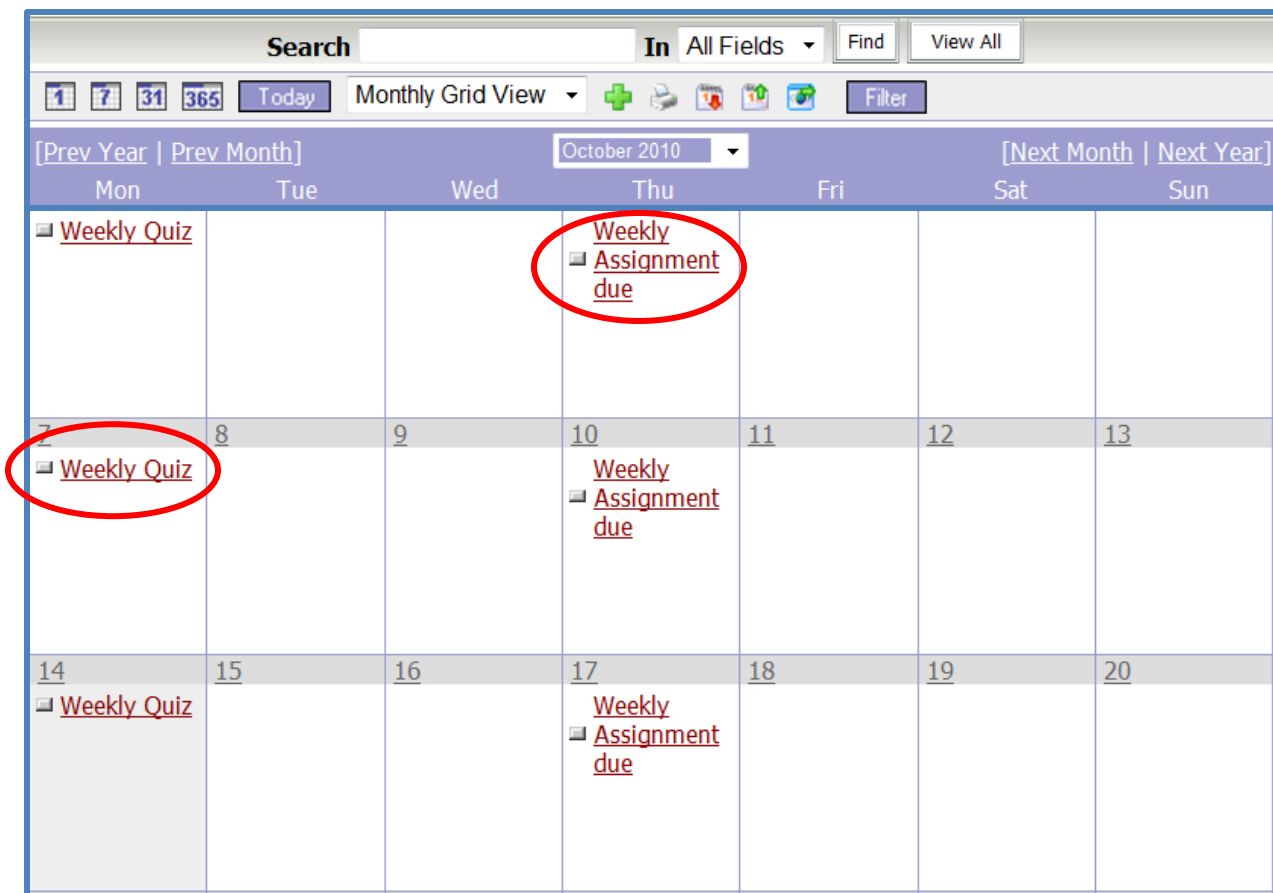 Search In All Fields Find View All
1 7 31 365 Today Monthly Grid View Filter
[Prev Year | Prev Month] October 2010 [Next Month | Next Year]
Mon Tue Wed Thu Fri Sat Sun
Weekly Quiz
Weekly
Assignment
due
7 8 9 10 11 12 13
Weekly Quiz
Weekly
Assignment
due
14 15 16 17 18 19 20
Weekly Quiz
Weekly
Assignment
due